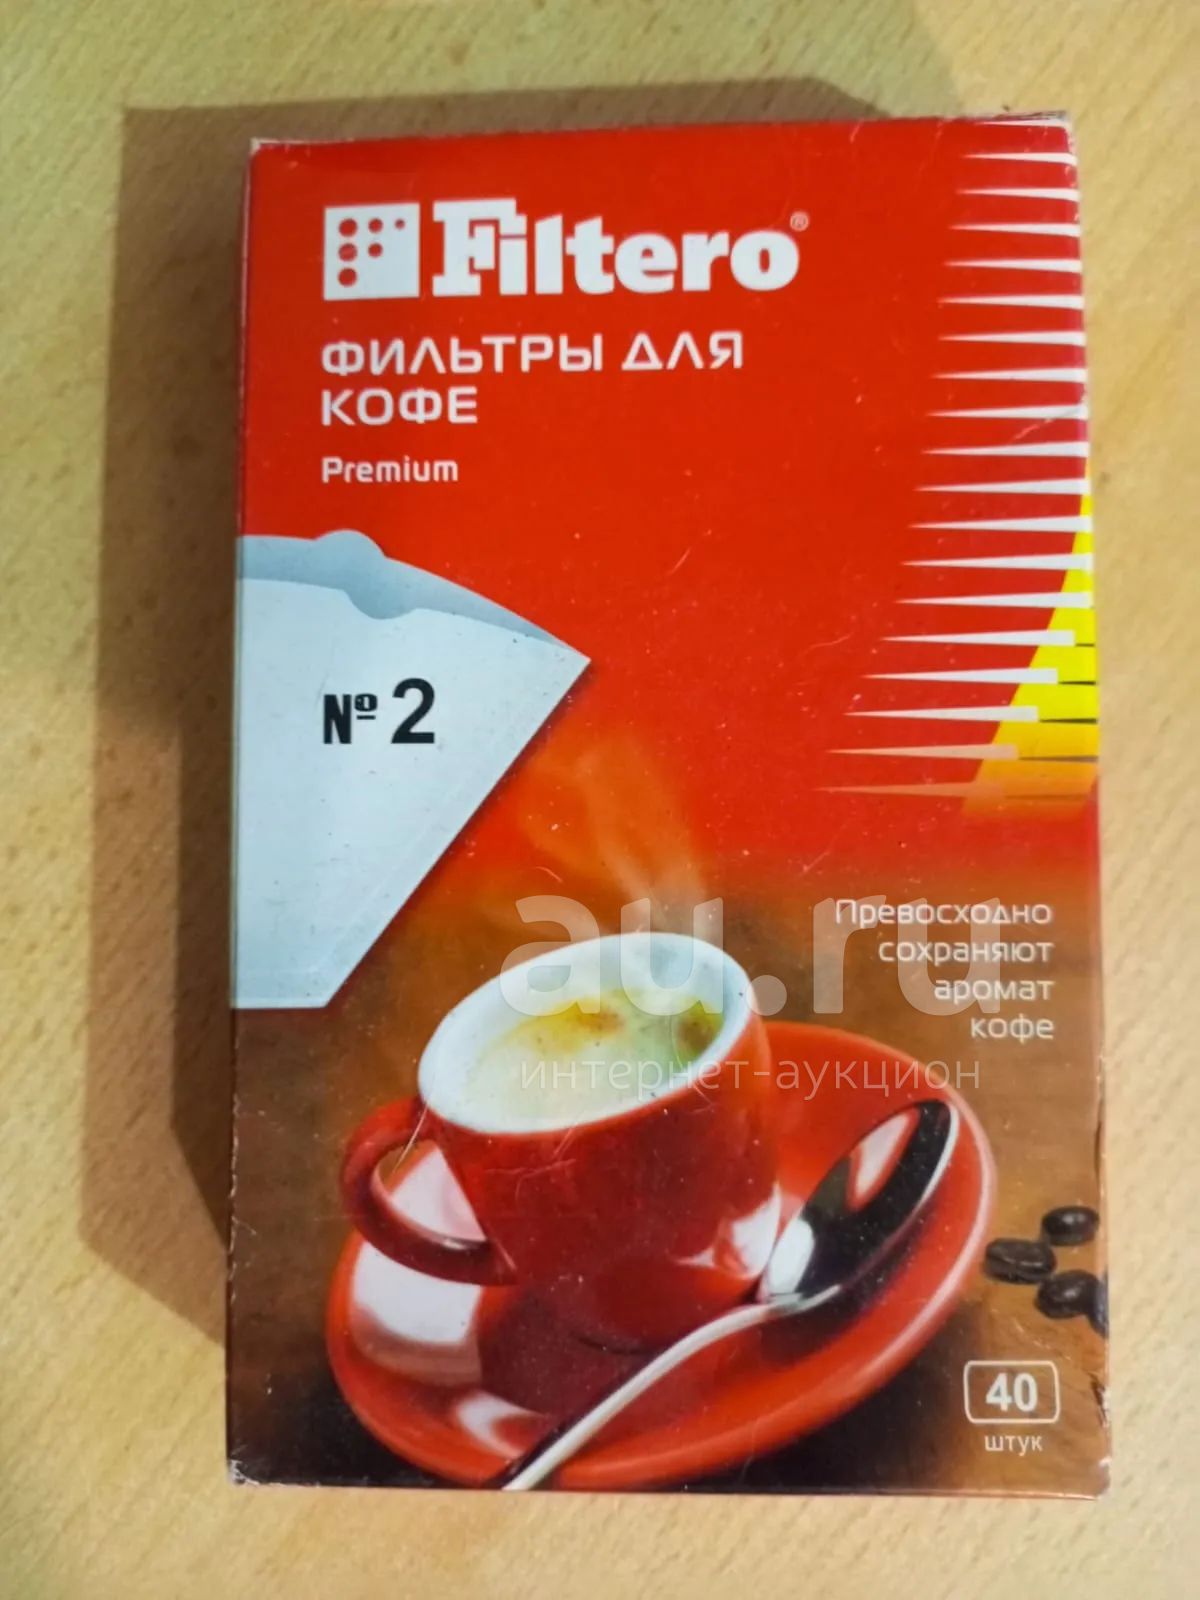 Filtero®
ФИЛЬТРЫ ДЛЯ
КОФЕ
Premium
№ 2
au.ru
интернет-аукцион
Превосходно
сохраняют
аромат
кофе
40
штук